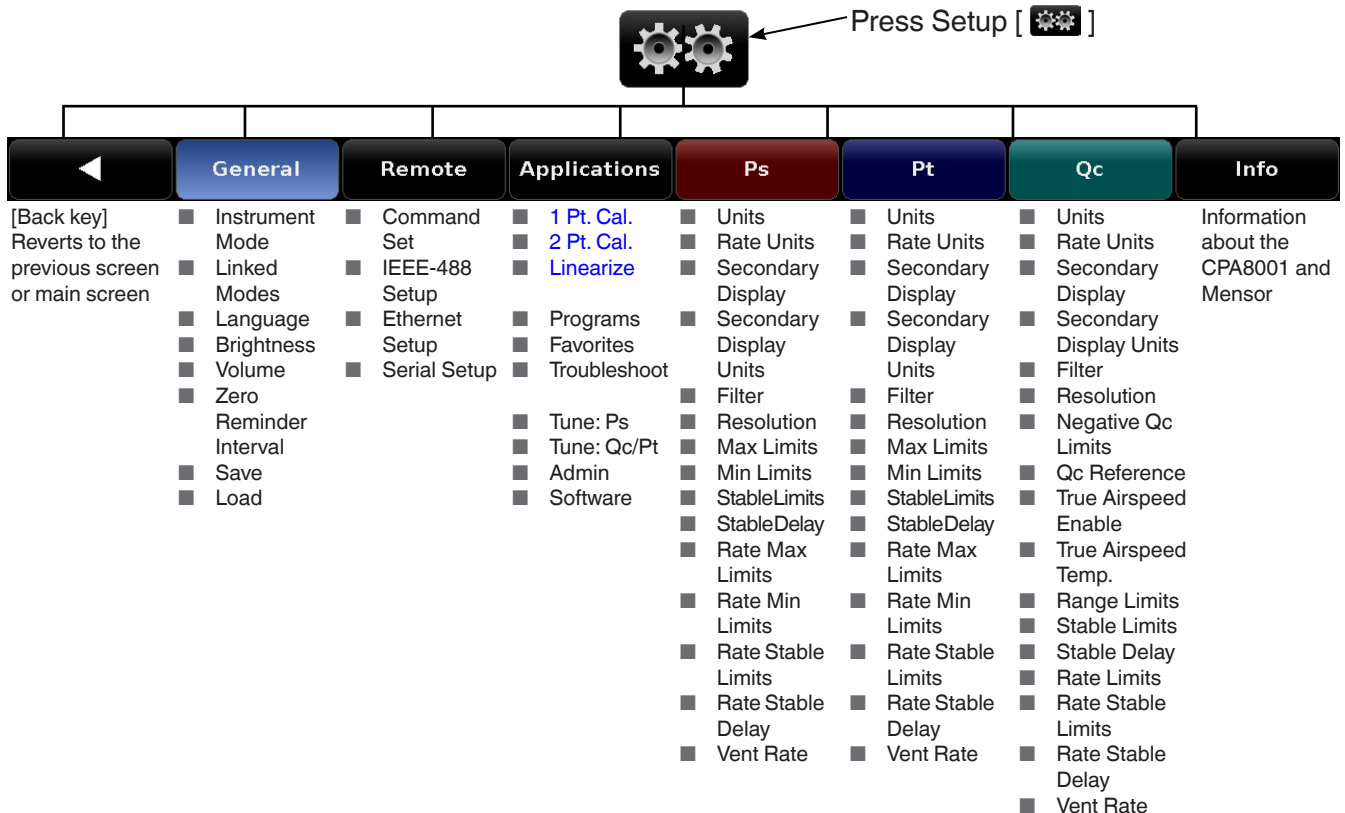 Press Setup [ ]
General
Remote
Applications
Ps
Pt
Qc
Info
[Back key]
Reverts to the
previous screen
or main screen
Instrument
Mode
Linked
Modes
Language
Brightness
Volume
Zero
Reminder
Interval
Save
Load
Command
Set
IEEE-488
Setup
Ethernet
Setup
Serial Setup
1 Pt. Cal.
2 Pt. Cal.
Linearize
Programs
Favorites
Troubleshoot
Tune: Ps
Tune: Qc/Pt
Admin
Software
Units
Rate Units
Secondary
Display
Secondary
Display
Units
Filter
Resolution
Max Limits
Min Limits
StableLimits
StableDelay
Rate Max
Limits
Rate Min
Limits
Rate Stable
Limits
Rate Stable
Delay
Vent Rate
Units
Rate Units
Secondary
Display
Secondary
Display
Units
Filter
Resolution
Max Limits
Min Limits
StableLimits
StableDelay
Rate Max
Limits
Rate Min
Limits
Rate Stable
Limits
Rate Stable
Delay
Vent Rate
Units
Rate Units
Secondary
Display
Secondary
Display Units
Filter
Resolution
Negative Qc
Limits
Qc Reference
True Airspeed
Enable
True Airspeed
Temp.
Range Limits
Stable Limits
Stable Delay
Rate Limits
Rate Stable
Limits
Rate Stable
Delay
Vent Rate
Information
about the
CPA8001 and
Mensor